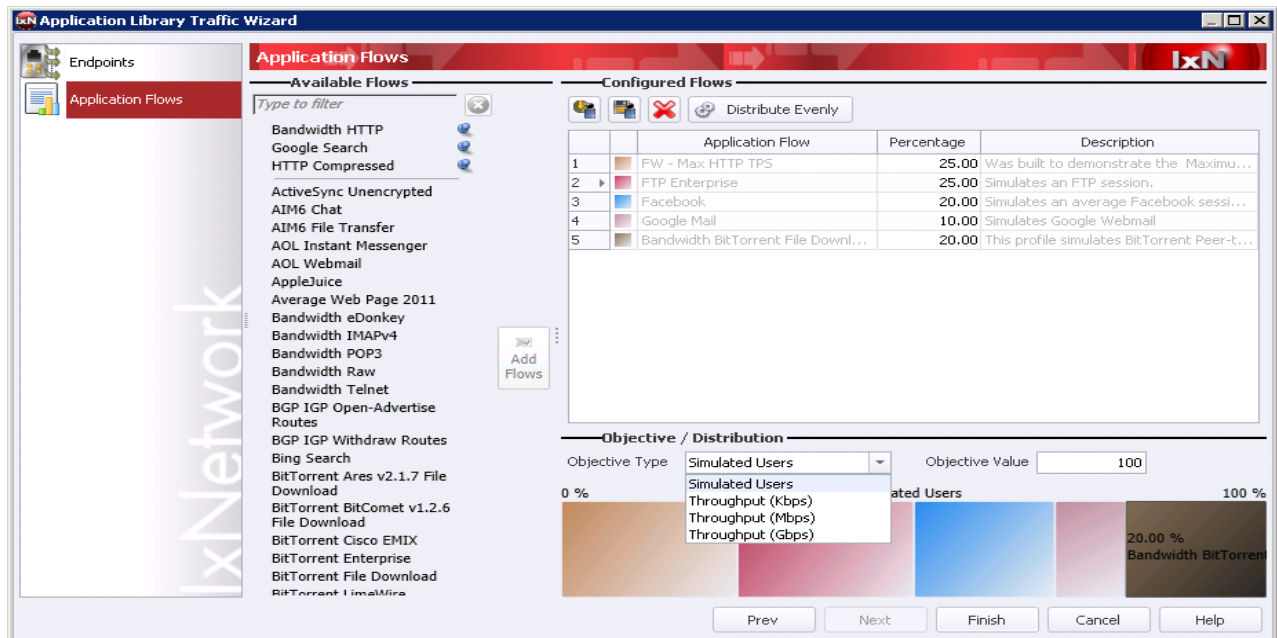 IxN Application Library Traffic Wizard
Endpoints
Application Flows
IxNetwork
Application Flows
IxN
Available Flows
Type to filter
Bandwidth HTTP
Google Search
HTTP Compressed
ActiveSync Unencrypted
AIM6 Chat
AIM6 File Transfer
AOL Instant Messenger
AOL Webmail
AppleJuice
Average Web Page 2011
Bandwidth eDonkey
Bandwidth IMAPv4
Bandwidth POP3
Bandwidth Raw
Bandwidth Telnet
BGP IGP Open-Advertise
Routes
BGP IGP Withdraw Routes
Bing Search
BitTorrent Ares v2.1.7 File
Download
BitTorrent BitComet v1.2.6
File Download
BitTorrent Cisco EMIX
BitTorrent Enterprise
BitTorrent File Download
BitTorrent LimeWire
Add
Flows
Configured Flows
Distribute Evenly
Application Flow Percentage Description
1 FW - Max HTTP TPS 25.00 Was built to demonstrate the Maximu...
2 FTP Enterprise 25.00 Simulates an FTP session.
3 Facebook 20.00 Simulates an average Facebook sessi...
4 Google Mail 10.00 Simulates Google Webmail
5 Bandwidth BitTorrent File Downl... 20.00 This profile simulates BitTorrent Peer-t...
Objective / Distribution
Objective Type Simulated Users Objective Value 100
Simulated Users
Throughput (Kbps)
Throughput (Mbps)
Throughput (Gbps)
0 % ated Users 100 %
20.00 %
Bandwidth BitTorrent
Prev Next Finish Cancel Help